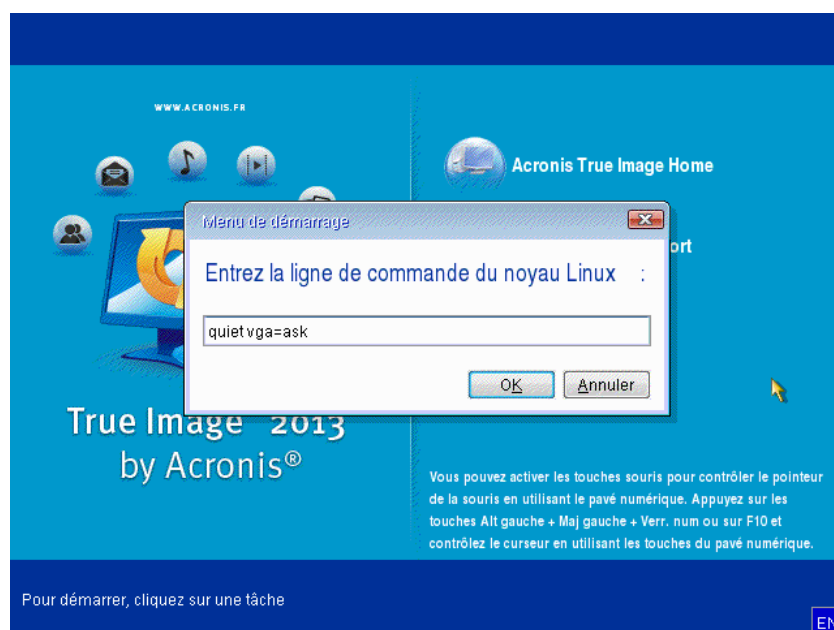 WWW.ACRONIS.FR
Acronis True Image Home
Menu de démarrage
ort
Entrez la ligne de commande du noyau Linux :
quiet vga=ask
OK
Annuler
True Image 2013
by Acronis®
Vous pouvez activer les touches souris pour contrôler le pointeur
de la souris en utilisant le pavé numérique. Appuyez sur les
touches Alt gauche + Maj gauche + Verr. num ou sur F10 et
contrôlez le curseur en utilisant les touches du pavé numérique.
Pour démarrer, cliquez sur une tâche
EN